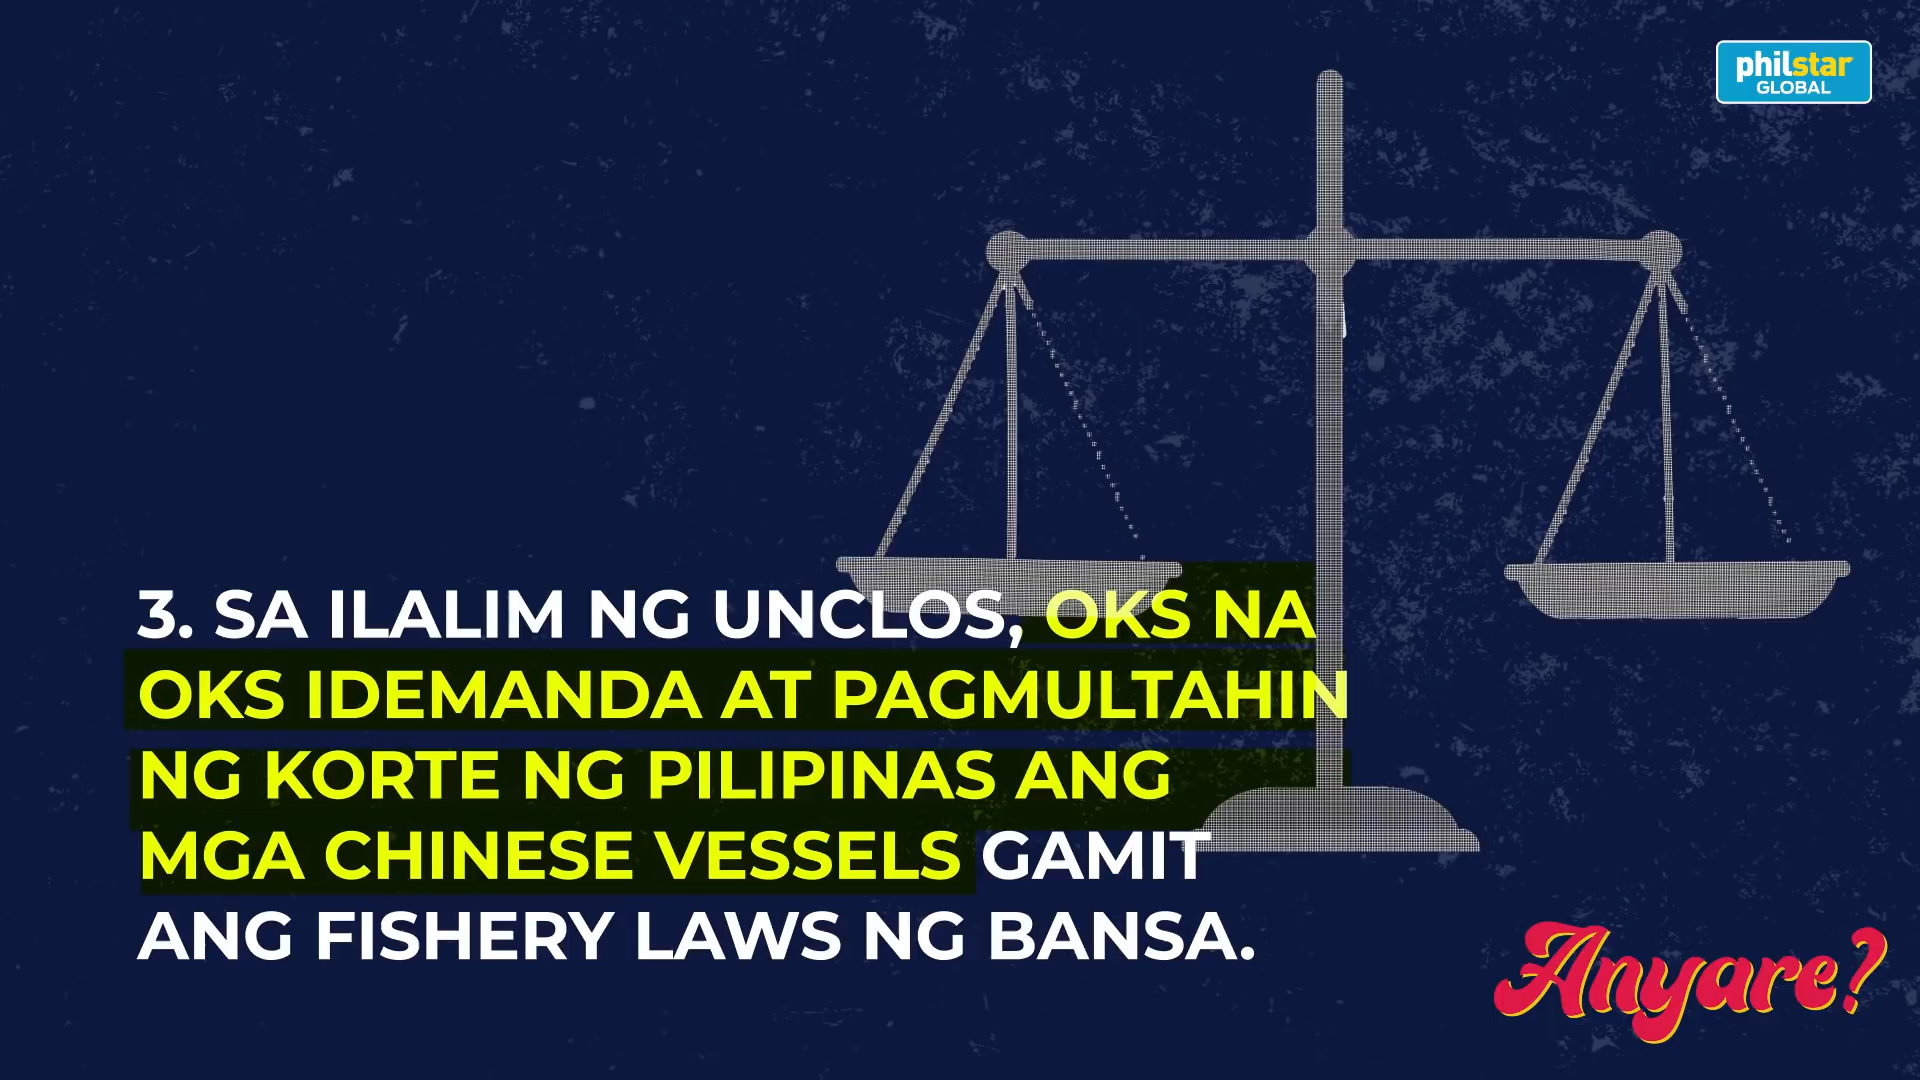 philstar
GLOBAL
3. SA ILALIM NG UNCLOS, OKS NA
OKS IDEMANDA AT PAGMULTAHIN
NG KORTE NG PILIPINAS ANG
MGA CHINESE VESSELS GAMIT
ANG FISHERY LAWS NG BANSA.
Anyare?